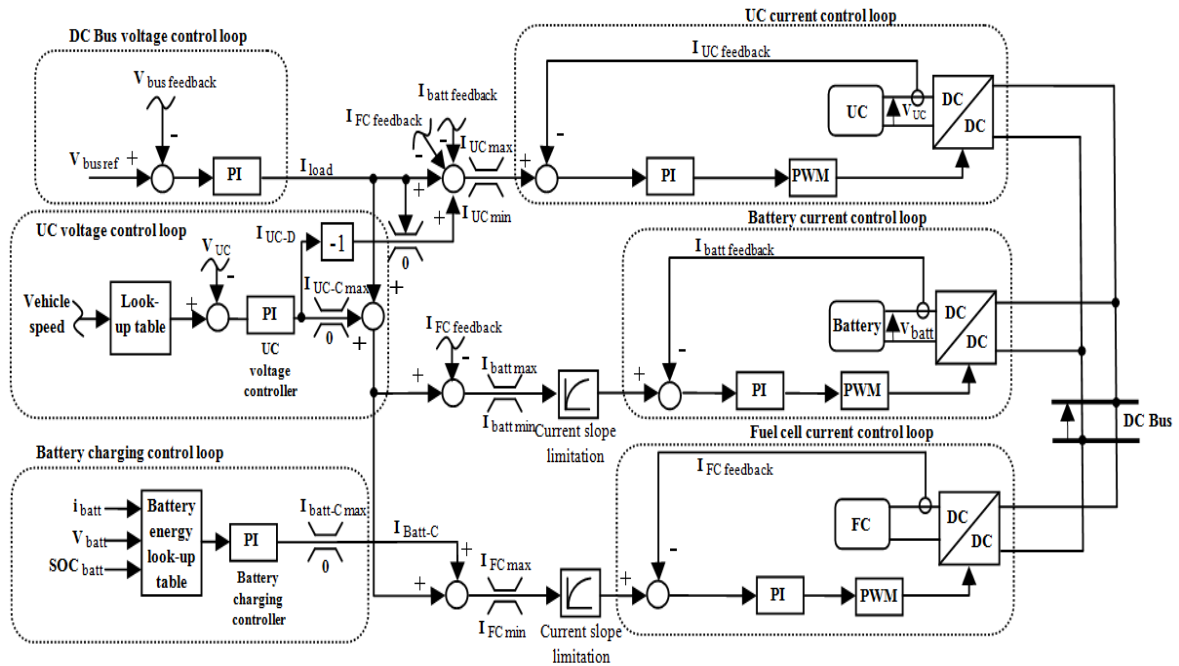 UC current control loop
DC Bus voltage control loop
V bus feedback
-
V bus ref
+
PI
I load
I FC feedback
-
I batt feedback
-
I UC max
I UC min
+
+
I UC feedback
-
+
PI
PWM
UC
V UC
DC
DC
UC voltage control loop
V UC
-
Vehicle
speed
Look-
up table
+
PI
UC
voltage
controller
I UC-D
-1
0
I UC-C max
0
+
+
Battery current control loop
I batt feedback
-
I FC feedback
-
+
I batt max
I batt min
Current slope
limitation
+
PI
PWM
Battery
V batt
DC
DC
DC Bus
Battery charging control loop
i batt
V batt
SOC batt
Battery
energy
look-up
table
PI
Battery
charging
controller
I batt-C max
0
I Batt-C
+
+
I FC max
I FC min
Current slope
limitation
Fuel cell current control loop
I FC feedback
-
+
PI
PWM
FC
DC
DC